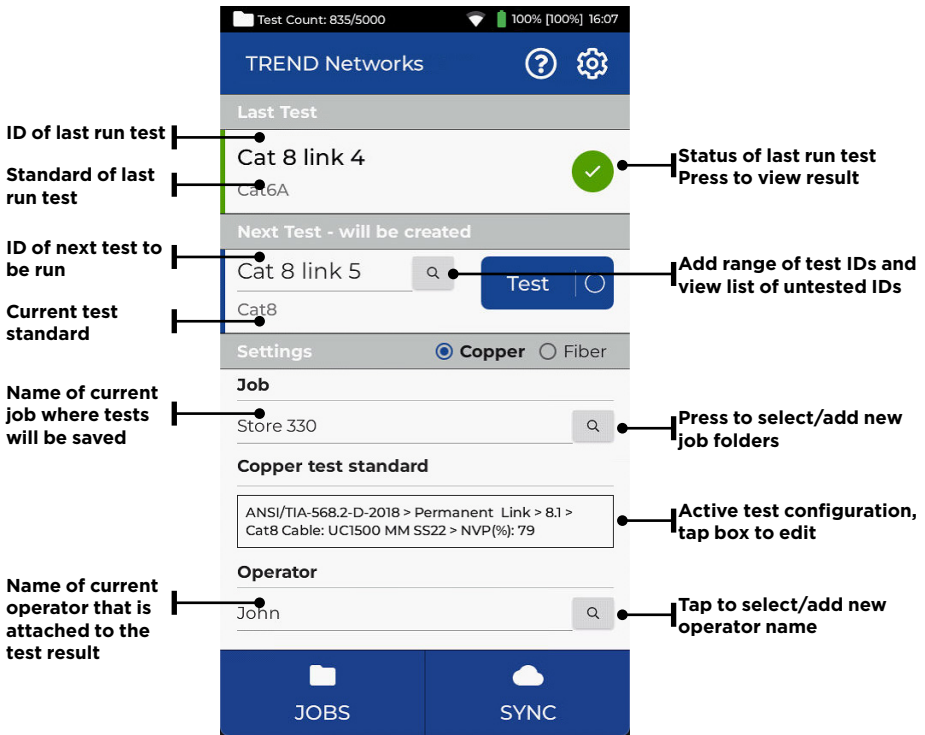 Test Count: 835/5000
100% [100%] 16:07
TREND Networks
?
Last Test
ID of last run test
Cat 8 link 4
Standard of last
run test
Cat6A
Status of last run test
Press to view result
Next Test - will be created
ID of next test to
be run
Cat 8 link 5
Test
Add range of test IDs and
view list of untested IDs
Current test
standard
Cat8
Settings
Copper
Fiber
Job
Name of current
job where tests
will be saved
Store 330
Press to select/add new
job folders
Copper test standard
ANSI/TIA-568.2-D-2018 > Permanent Link > 8.1 >
Cat8 Cable: UC1500 MM SS22 > NVP(%): 79
Active test configuration,
tap box to edit
Operator
Name of current
operator that is
attached to the
test result
John
Tap to select/add new
operator name
JOBS
SYNC